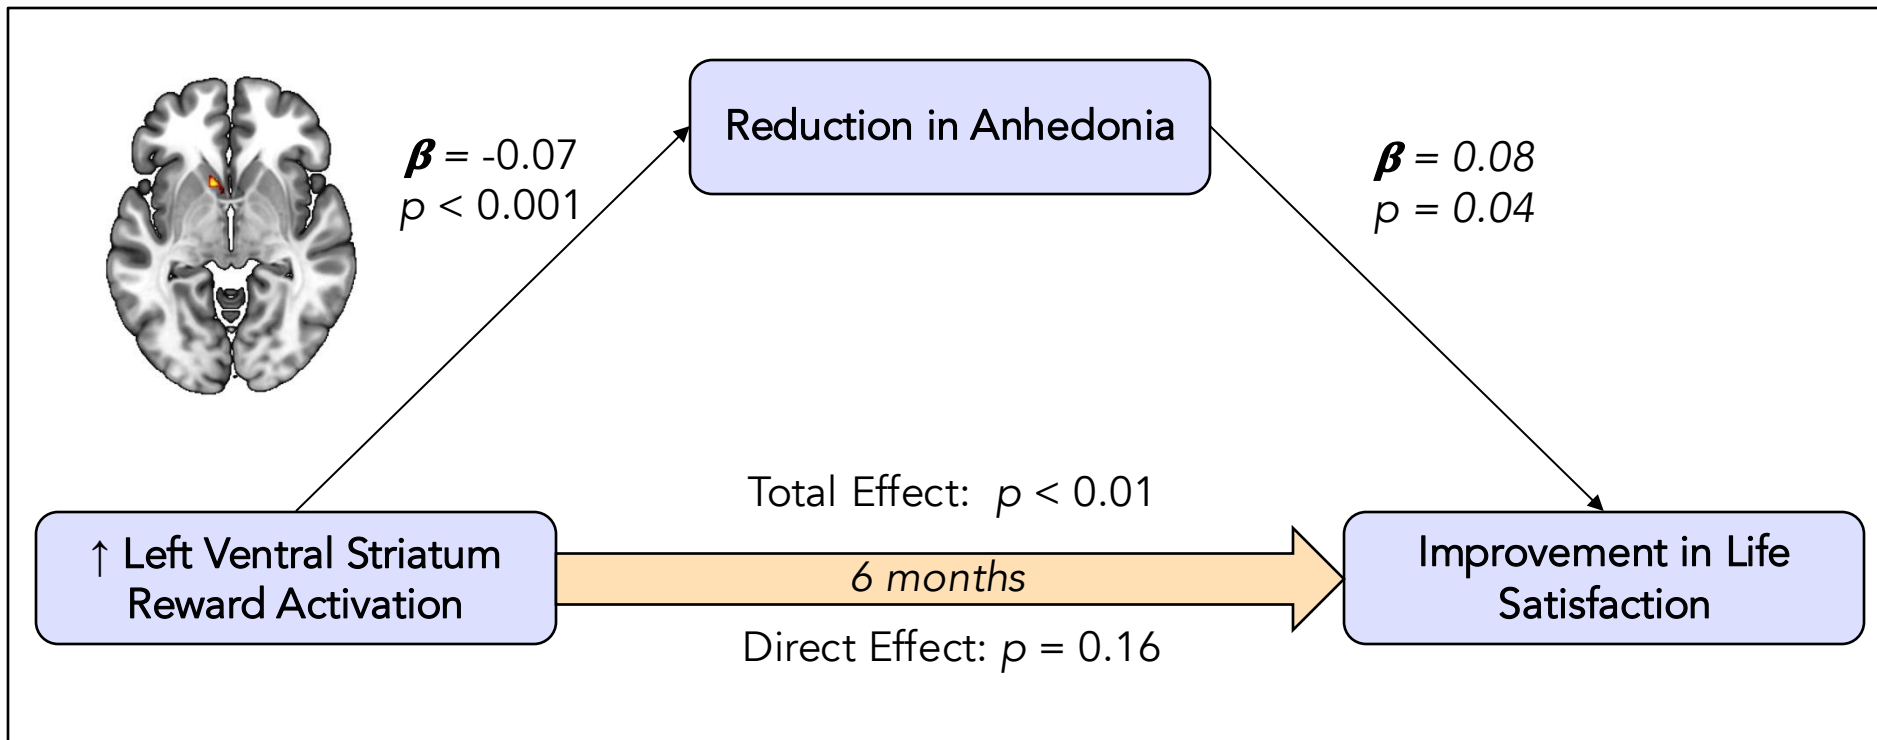 Reduction in Anhedonia
β = -0.07
p < 0.001
β = 0.08
p = 0.04
Total Effect: p < 0.01
↑ Left Ventral Striatum
Reward Activation
6 months
Improvement in Life
Satisfaction
Direct Effect: p = 0.16